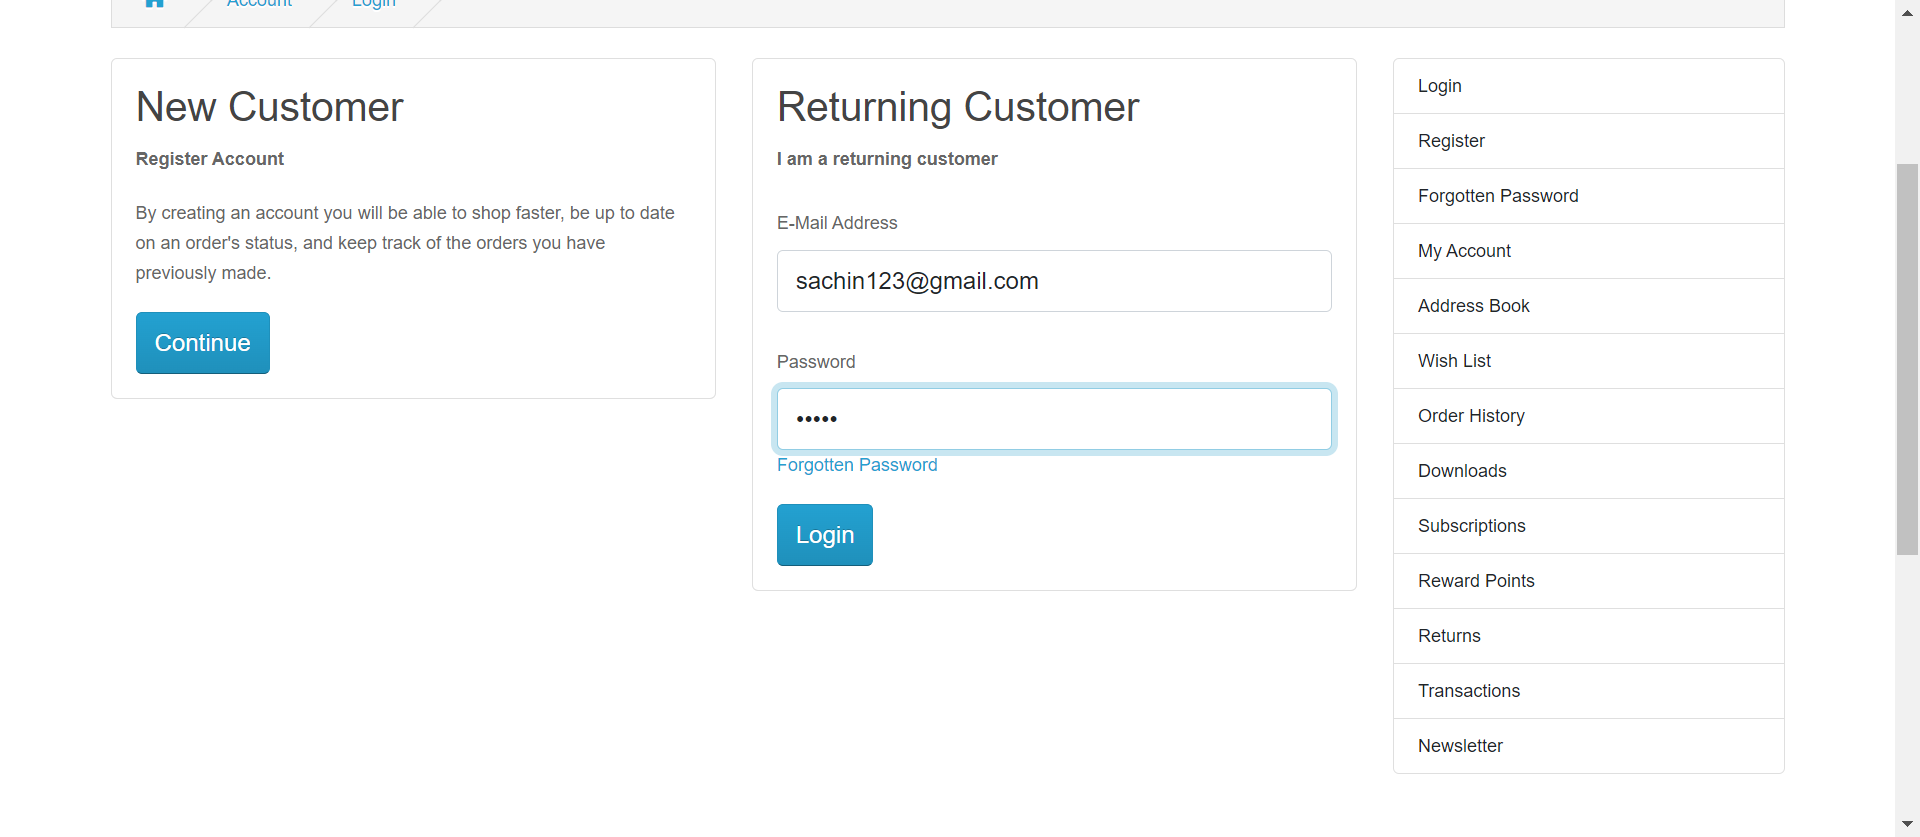 Account
Login
New Customer
Register Account
By creating an account you will be able to shop faster, be up to date
on an order's status, and keep track of the orders you have
previously made.
Continue
Returning Customer
I am a returning customer
E-Mail Address
sachin123@gmail.com
Password
•••••
Forgotten Password
Login
Login
Register
Forgotten Password
My Account
Address Book
Wish List
Order History
Downloads
Subscriptions
Reward Points
Returns
Transactions
Newsletter